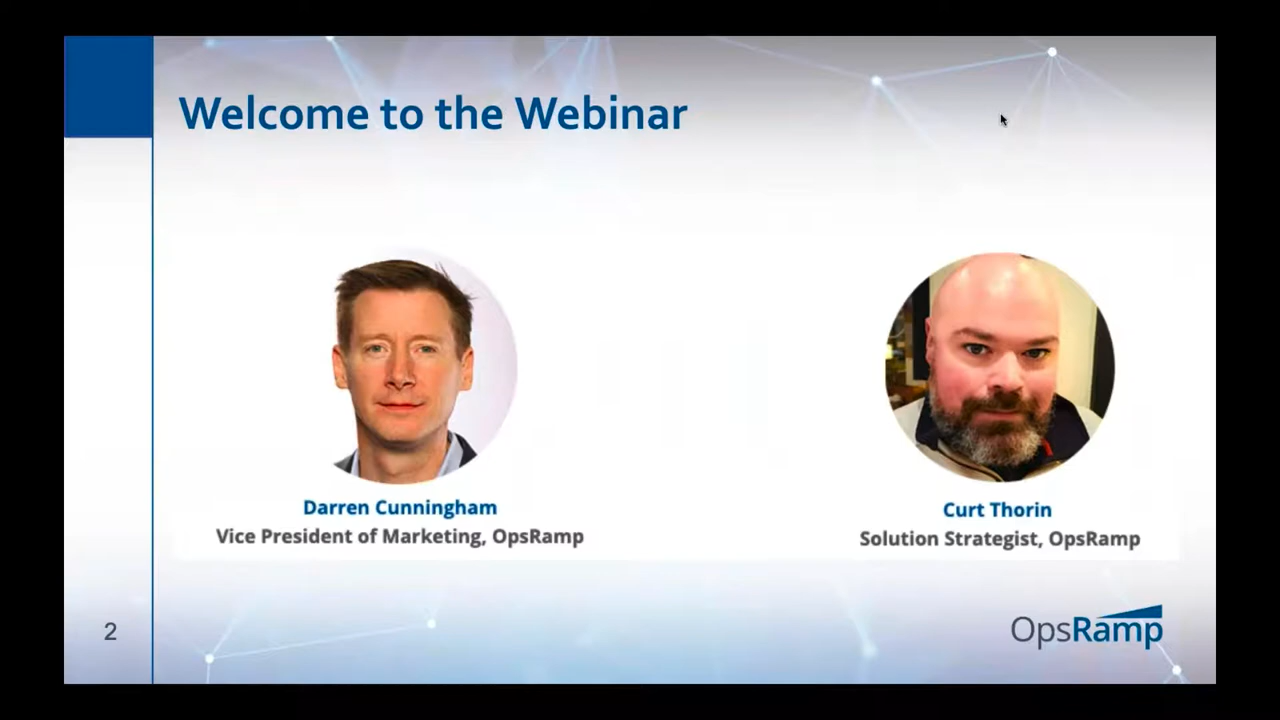 Welcome to the Webinar
Darren Cunningham
Vice President of Marketing, OpsRamp
Curt Thorin
Solution Strategist, OpsRamp
2
OpsRamp